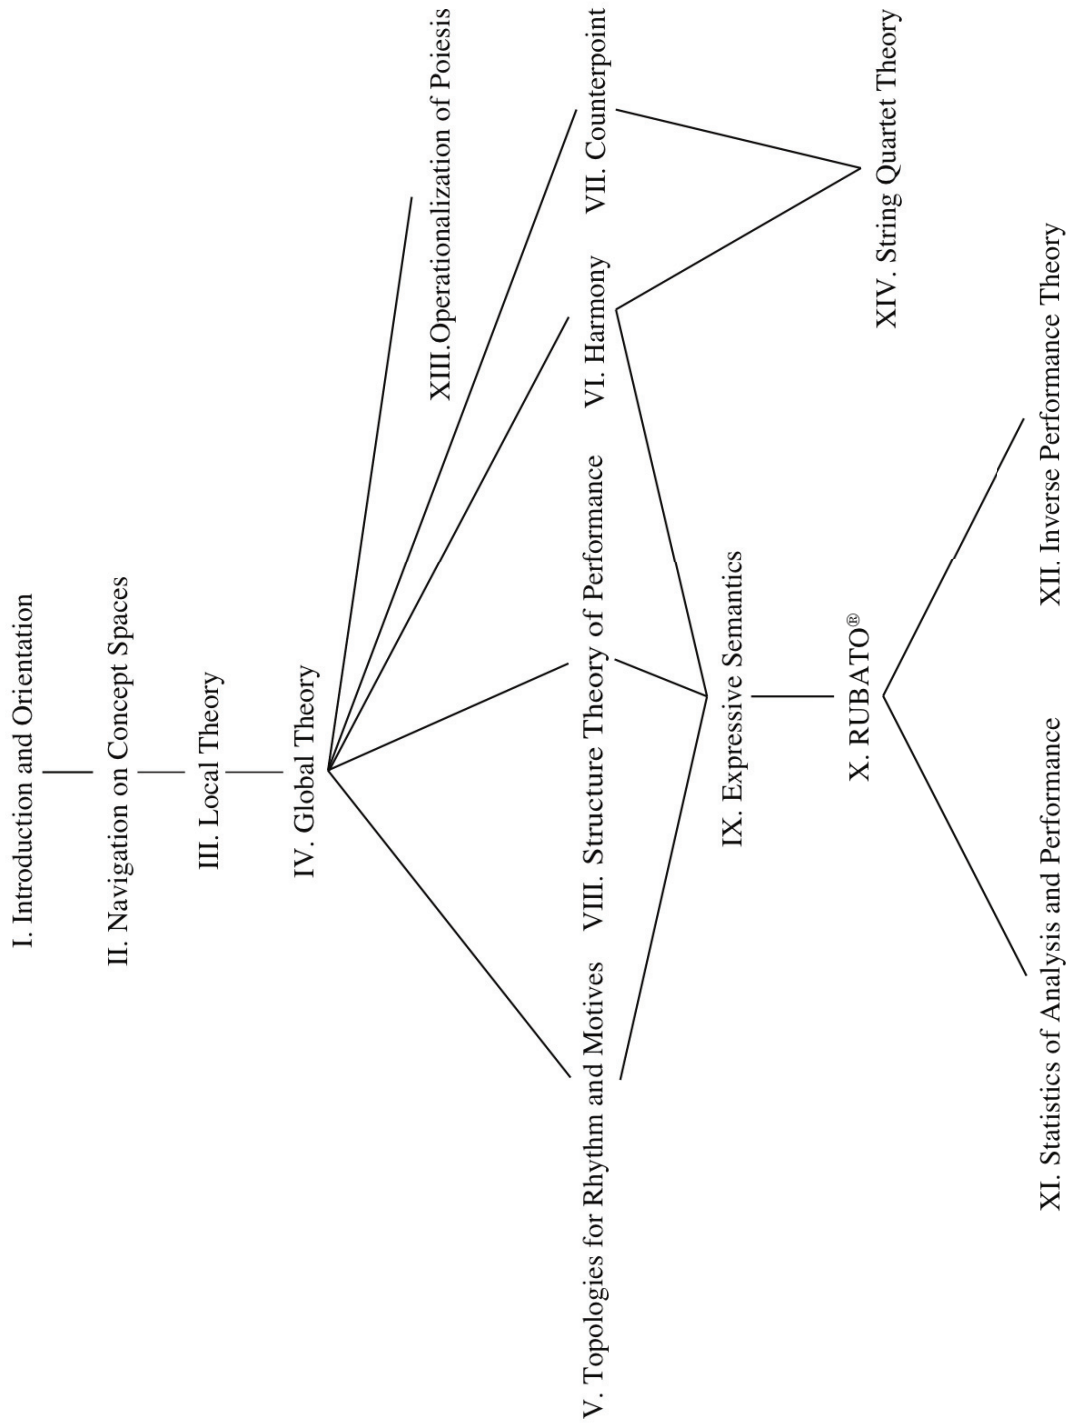 I. Introduction and Orientation
II. Navigation on Concept Spaces
III. Local Theory
IV. Global Theory
XIII.Operationalization of Poiesis
V. Topologies for Rhythm and Motives
VIII. Structure Theory of Performance
VI. Harmony
VII. Counterpoint
IX. Expressive Semantics
X. RUBATO®
XIV. String Quartet Theory
XI. Statistics of Analysis and Performance
XII. Inverse Performance Theory